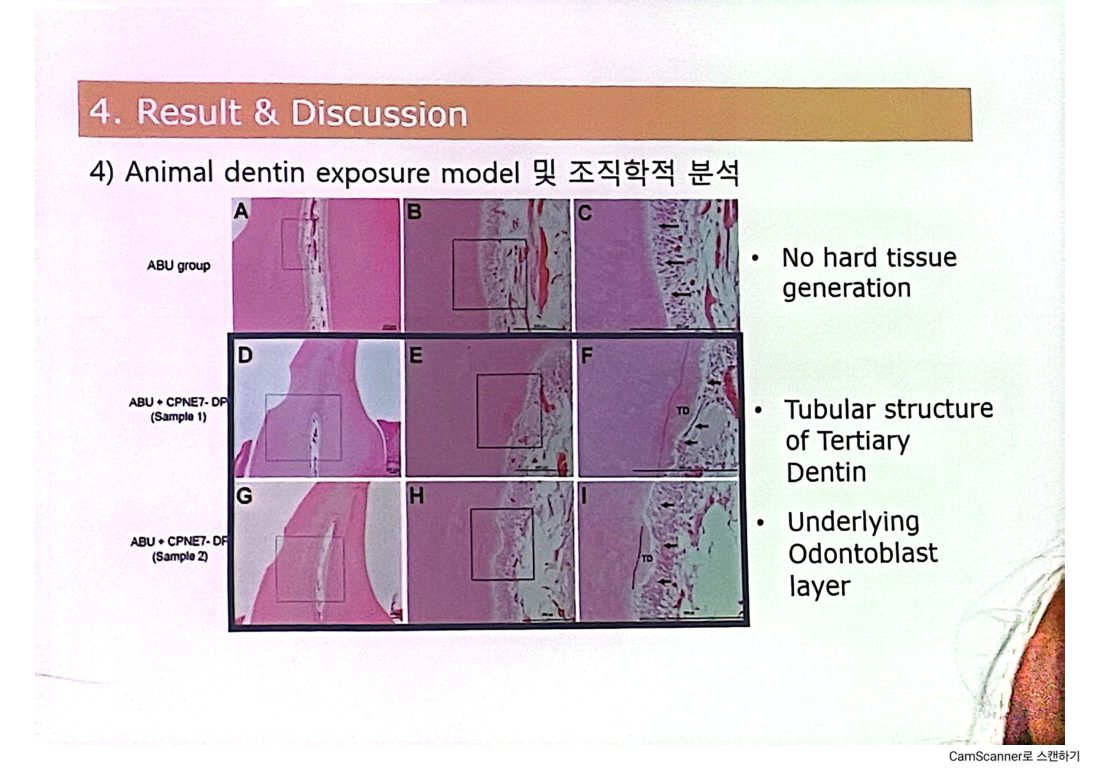 4. Result & Discussion
4) Animal dentin exposure model 및 조직학적 분석
A
B
C
ABU group
• No hard tissue
generation
D
E
F
TD
ABU + CPNE7- DP
(Sample 1)
• Tubular structure
of Tertiary
Dentin
G
H
I
TD
ABU + CPNE7- DP
(Sample 2)
• Underlying
Odontoblast
layer
CamScanner로 스캔하기